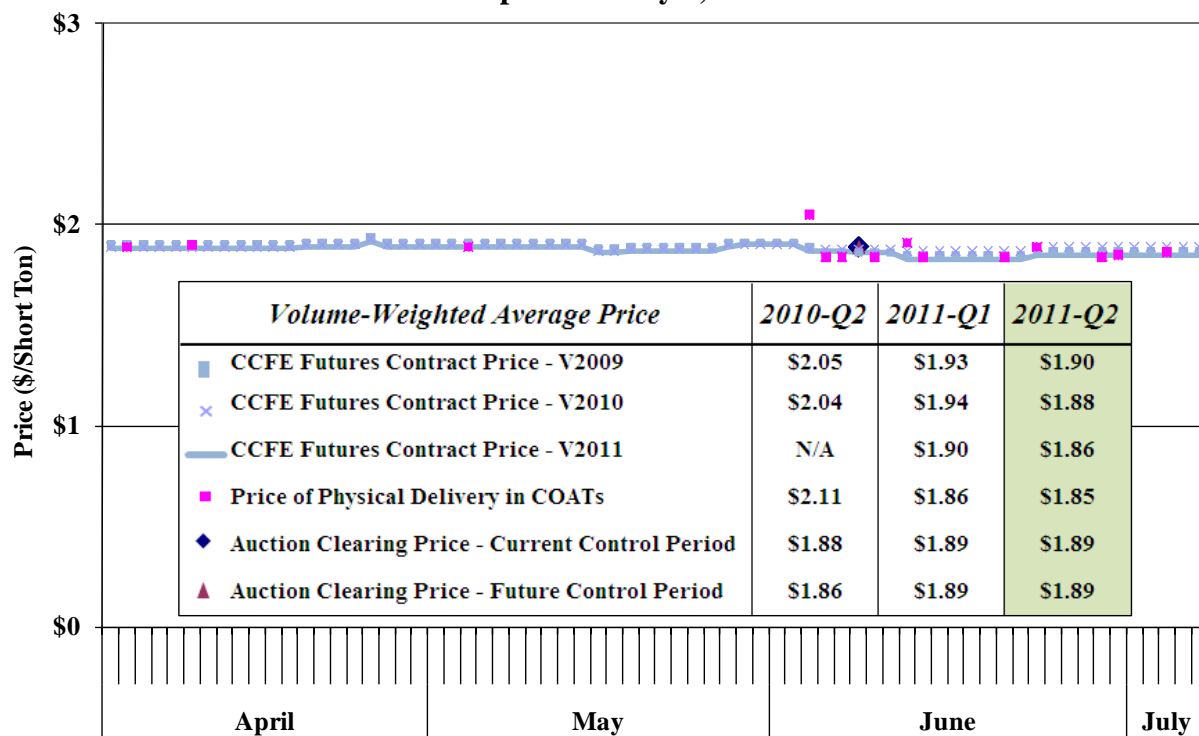 $3
$2
$1
$0
Price ($/Short Ton)
Volume-Weighted Average Price 2010-Q2 2011-Q1 2011-Q2
CCFE Futures Contract Price - V2009 $2.05 $1.93 $1.90
CCFE Futures Contract Price - V2010 $2.04 $1.94 $1.88
CCFE Futures Contract Price - V2011 N/A $1.90 $1.86
Price of Physical Delivery in COATs $2.11 $1.86 $1.85
Auction Clearing Price - Current Control Period $1.88 $1.89 $1.89
Auction Clearing Price - Future Control Period $1.86 $1.89 $1.89
April May June July